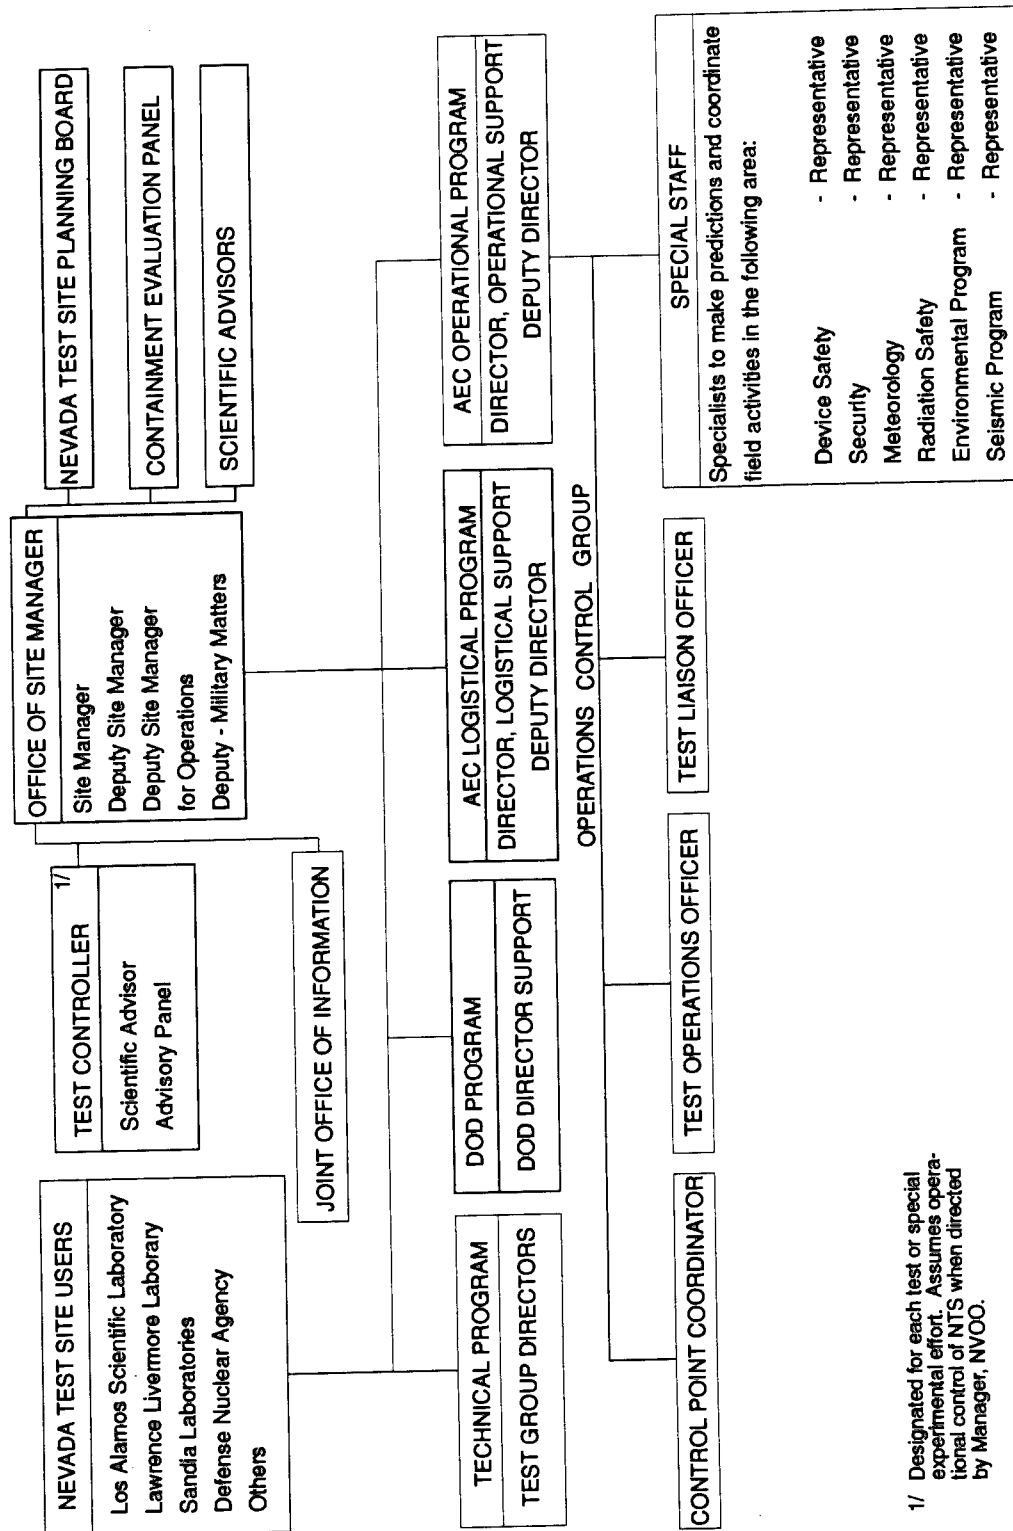 NEVADA TEST SITE USERS
Los Alamos Scientific Laboratory
Lawrence Livermore Laborary
Sandia Laboratories
Defense Nuclear Agency
Others
TEST CONTROLLER
1/
Scientific Advisor
Advisory Panel
JOINT OFFICE OF INFORMATION
OFFICE OF SITE MANAGER
Site Manager
Deputy Site Manager
Deputy Site Manager
for Operations
Deputy - Military Matters
NEVADA TEST SITE PLANNING BOARD
CONTAINMENT EVALUATION PANEL
SCIENTIFIC ADVISORS
TECHNICAL PROGRAM
TEST GROUP DIRECTORS
DOD PROGRAM
DOD DIRECTOR SUPPORT
AEC LOGISTICAL PROGRAM
DIRECTOR, LOGISTICAL SUPPORT
DEPUTY DIRECTOR
AEC OPERATIONAL PROGRAM
DIRECTOR, OPERATIONAL SUPPORT
DEPUTY DIRECTOR
OPERATIONS CONTROL GROUP
CONTROL POINT COORDINATOR
TEST OPERATIONS OFFICER
TEST LIAISON OFFICER
SPECIAL STAFF
Specialists to make predictions and coordinate
field activities in the following area:
Device Safety - Representative
Security - Representative
Meteorology - Representative
Radiation Safety - Representative
Environmental Program - Representative
Seismic Program - Representative
1/ Designated for each test or special
experimental effort. Assumes opera-
tional control of NTS when directed
by Manager, NVOO.